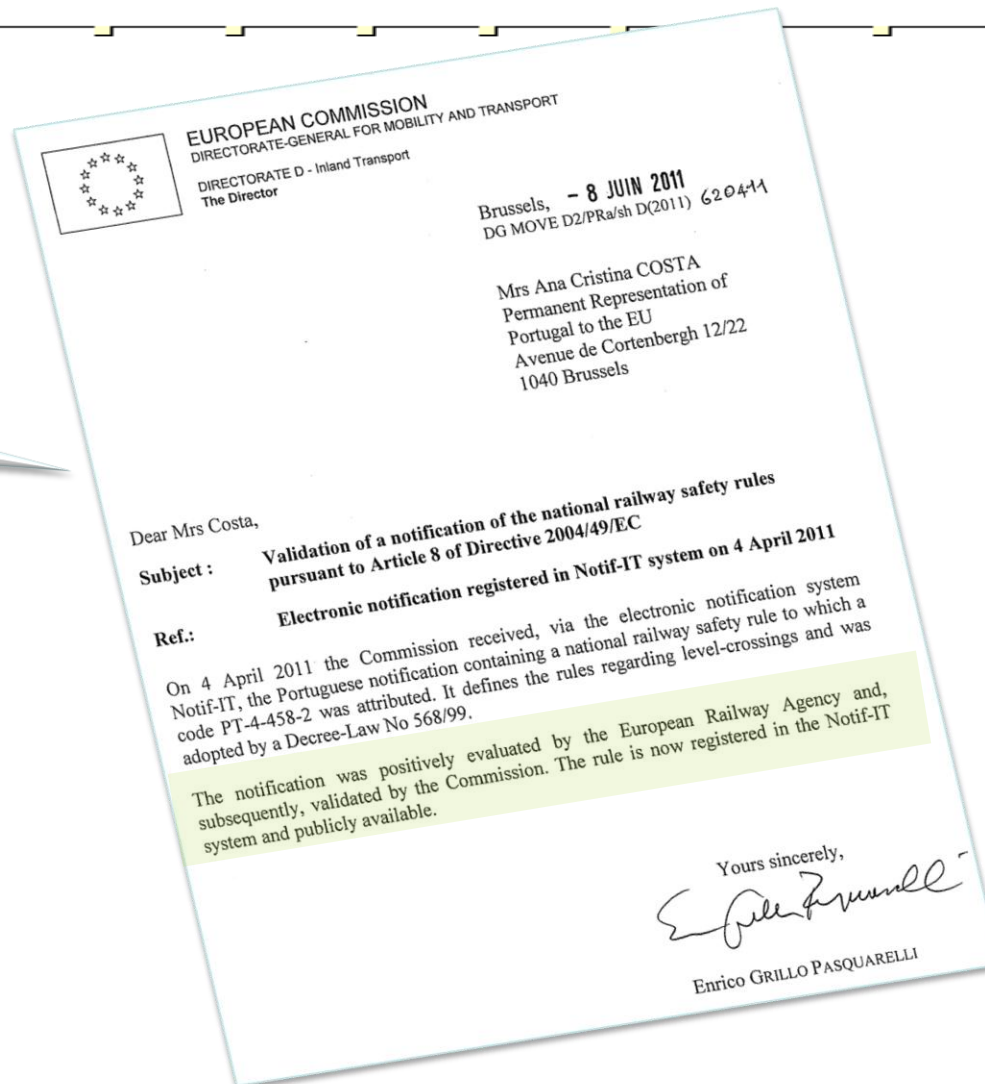 EUROPEAN COMMISSION
DIRECTORATE-GENERAL FOR MOBILITY AND TRANSPORT
DIRECTORATE D - Inland Transport
The Director
Brussels, - 8 JUIN 2011
DG MOVE D2/PRa/sh D(2011) 620411
Mrs Ana Cristina COSTA
Permanent Representation of
Portugal to the EU
Avenue de Cortenbergh 12/22
1040 Brussels
Dear Mrs Costa,
Subject : Validation of a notification of the national railway safety rules
pursuant to Article 8 of Directive 2004/49/EC
Ref.: Electronic notification registered in Notif-IT system on 4 April 2011
On 4 April 2011 the Commission received, via the electronic notification system
Notif-IT, the Portuguese notification containing a national railway safety rule to which a
code PT-4-458-2 was attributed. It defines the rules regarding level-crossings and was
adopted by a Decree-Law No 568/99.
The notification was positively evaluated by the European Railway Agency and,
subsequently, validated by the Commission. The rule is now registered in the Notif-IT
system and publicly available.
Yours sincerely,
Enrico GRILLO PASQUARELLI